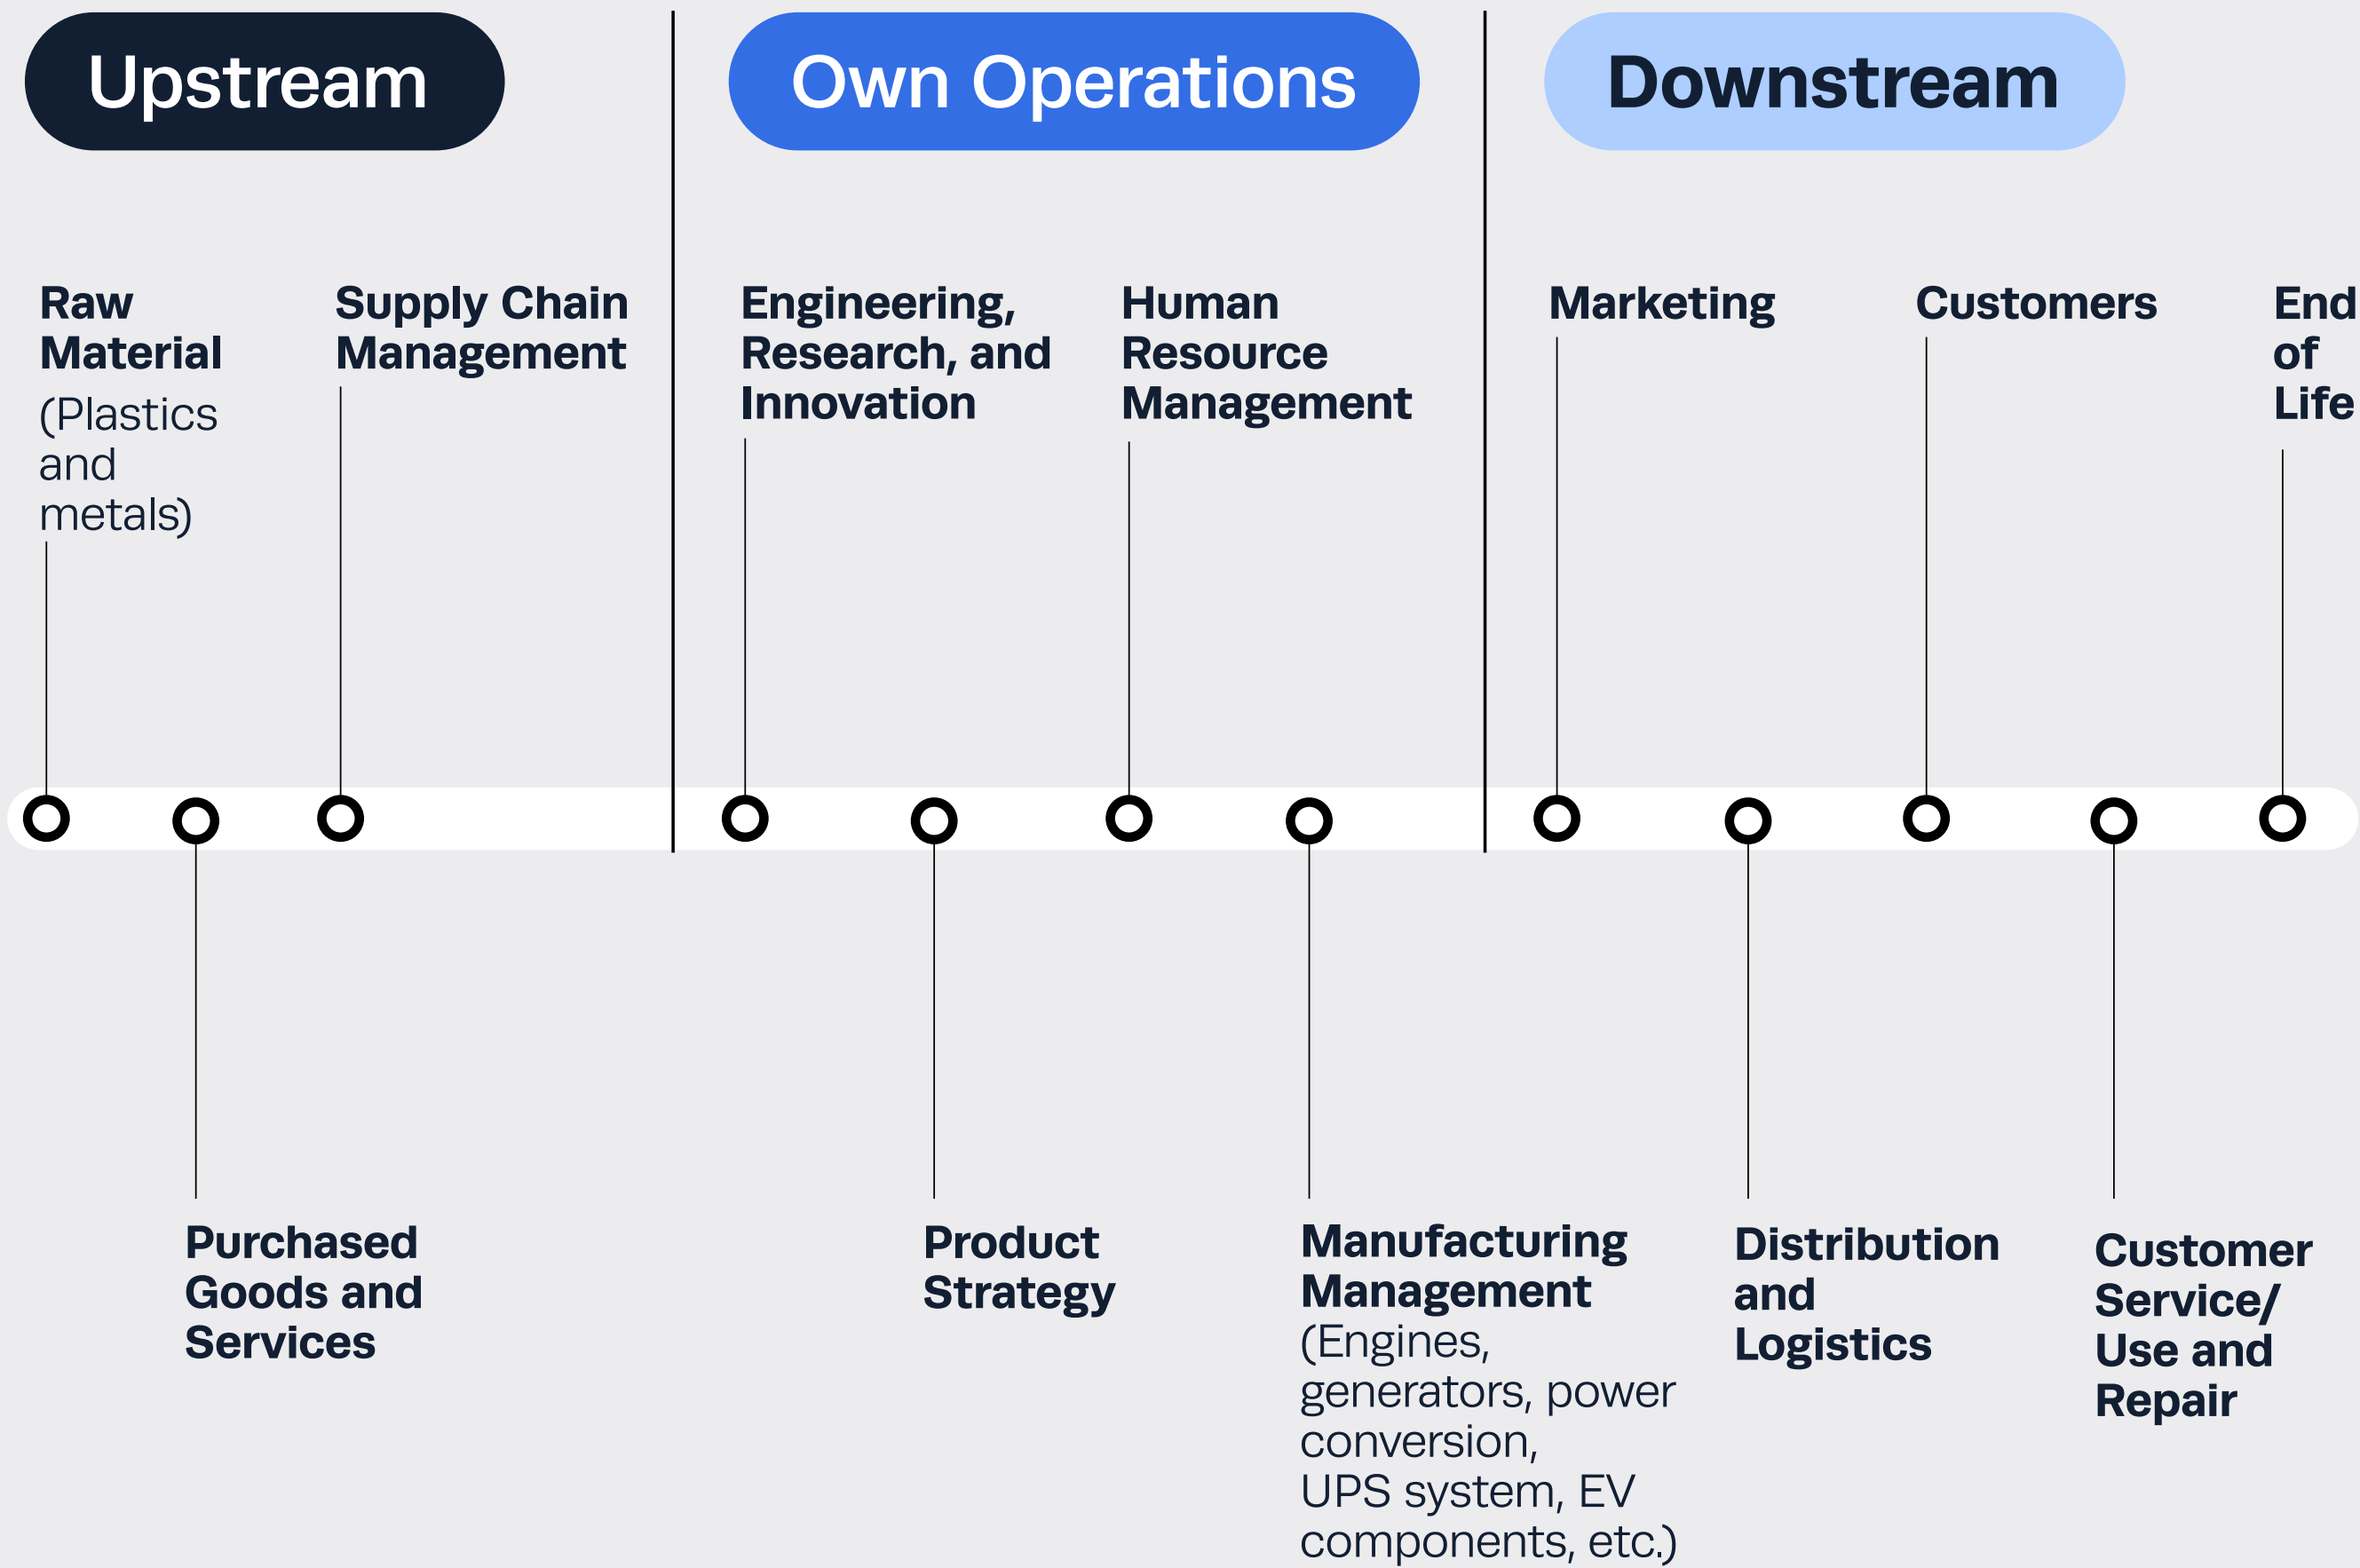 Upstream
Own Operations
Downstream
Raw
Material
(Plastics
and
metals)
Supply Chain
Management
Engineering,
Research, and
Innovation
Human
Resource
Management
Marketing
Customers
End
of
Life
Purchased
Goods and
Services
Product
Strategy
Manufacturing
Management
(Engines,
generators, power
conversion,
UPS system, EV
components, etc.)
Distribution
and
Logistics
Customer
Service/
Use and
Repair